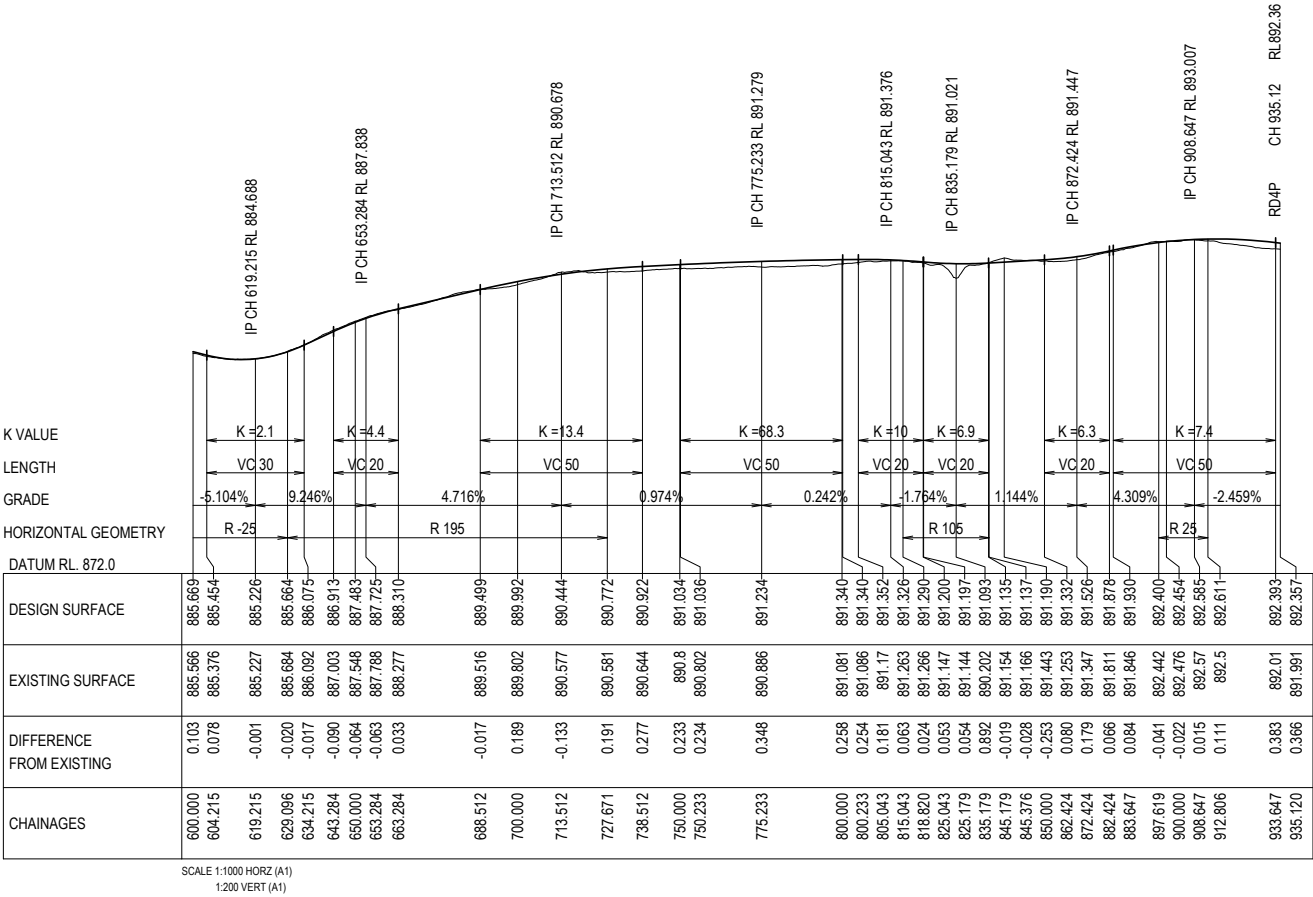 RD4P CH 935.12 RL892.36
IP CH 619.215 RL 884.688
IP CH 653.284 RL 887.838
IP CH 713.512 RL 890.678
IP CH 775.233 RL 891.279
IP CH 815.043 RL 891.376
IP CH 835.179 RL 891.021
IP CH 872.424 RL 891.447
IP CH 908.647 RL 893.007
K VALUE K =2.1 K =4.4 K =13.4 K =68.3 K =10 K =6.9 K =6.3 K =7.4
LENGTH VC 30 VC 20 VC 50 VC 50 VC 20 VC 20 VC 20 VC 50
GRADE -5.104% 9.246% 4.716% 0.974% 0.242% -1.764% 1.144% 4.309% -2.459%
HORIZONTAL GEOMETRY R -25 R 195 R 105 R 25
DATUM RL. 872.0
DESIGN SURFACE 885.669 885.454 885.226 885.664 886.075 886.913 887.483 887.725 888.310 889.499 889.992 890.444 890.772 890.922 891.034 891.036 891.234 891.340 891.340 891.352 891.326 891.290 891.200 891.197 891.093 891.135 891.137 891.190 891.332 891.526 891.878 891.930 892.400 892.454 892.585 892.611 892.393 892.357
EXISTING SURFACE 885.566 885.376 885.227 885.684 886.092 887.003 887.548 887.788 888.277 889.516 889.802 890.577 890.581 890.644 890.8 890.802 890.886 891.081 891.086 891.17 891.263 891.266 891.147 891.144 890.202 891.154 891.166 891.443 891.253 891.347 891.811 891.846 892.442 892.476 892.57 892.5 892.01 891.991
DIFFERENCE
FROM EXISTING 0.103 0.078 -0.001 -0.020 -0.017 -0.090 -0.064 -0.063 0.033 -0.017 0.189 -0.133 0.191 0.277 0.233 0.234 0.348 0.258 0.254 0.181 0.063 0.024 0.053 0.054 0.892 -0.019 -0.028 -0.253 0.080 0.179 0.066 0.084 -0.041 -0.022 0.015 0.111 0.383 0.366
CHAINAGES 600.000 604.215 619.215 629.096 634.215 643.284 650.000 653.284 663.284 688.512 700.000 713.512 727.671 738.512 750.000 750.233 775.233 800.000 800.233 805.043 815.043 818.820 825.043 825.179 835.179 845.179 845.376 850.000 862.424 872.424 882.424 883.647 897.619 900.000 908.647 912.806 933.647 935.120
SCALE 1:1000 HORZ (A1)
1:200 VERT (A1)